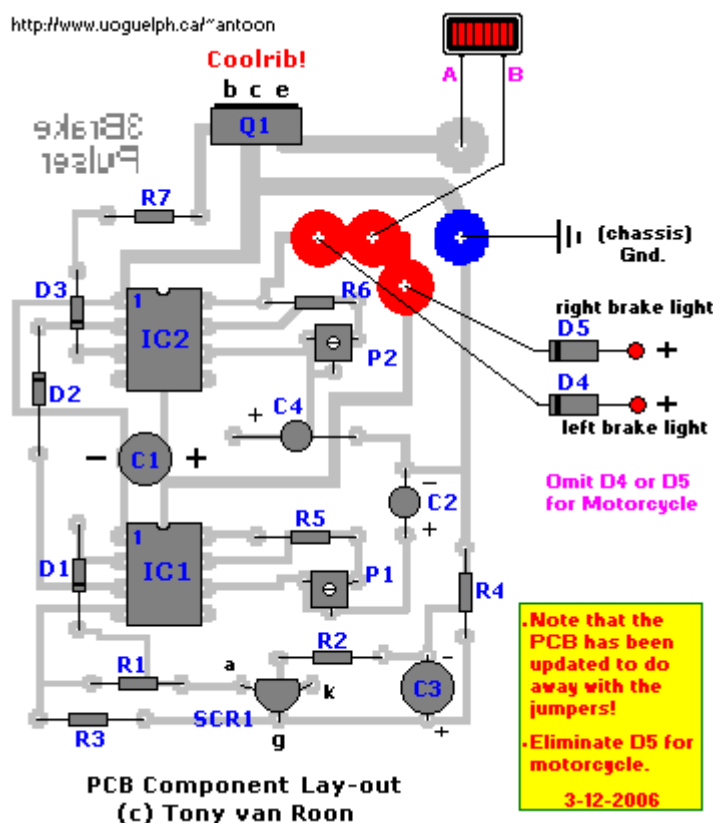 http://www.uoguelph.ca/~antoon
Coolrib!
A B
b c e
Q1
3Brake
Pulser
R7
(chassis)
Gnd.
D3
1
R6
IC2
right brake light
D5
+
P2
D2
D4
+
C4
left brake light
+
- C1 +
Omit D4 or D5
for Motorcycle
-
C2
+
R5
1
D1
IC1
P1
R4
R2
R1
a
k
-
C3
+
SCR1
R3
g
.Note that the
PCB has been
updated to do
away with the
jumpers!
.Eliminate D5 for
motorcycle.
3-12-2006
PCB Component Lay-out
(c) Tony van Roon